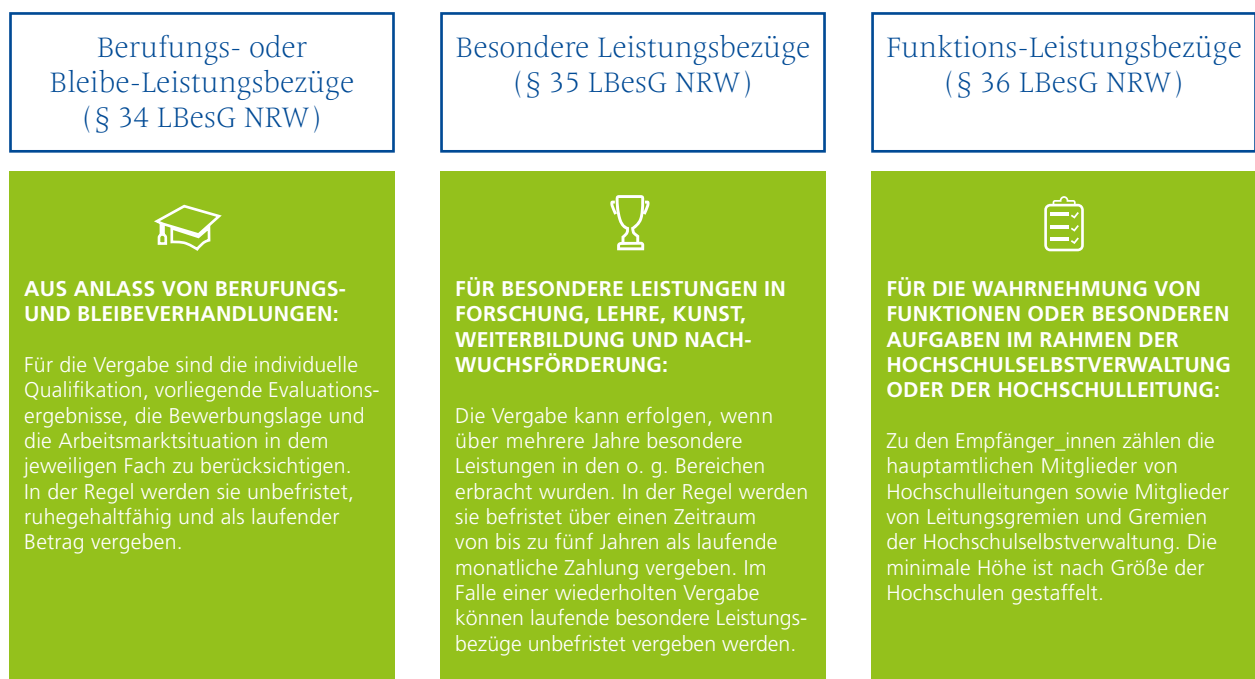 Berufungs- oder
Bleibe-Leistungsbezüge
(§ 34 LBesG NRW)
AUS ANLASS VON BERUFUNGS-
UND BLEIBEVERHANDLUNGEN:
Für die Vergabe sind die individuelle
Qualifikation, vorliegende Evaluations-
ergebnisse, die Bewerbungslage und
die Arbeitsmarktsituation in dem
jeweiligen Fach zu berücksichtigen.
In der Regel werden sie unbefristet,
ruhegehaltfähig und als laufender
Betrag vergeben.
Besondere Leistungsbezüge
(§ 35 LBesG NRW)
FÜR BESONDERE LEISTUNGEN IN
FORSCHUNG, LEHRE, KUNST,
WEITERBILDUNG UND NACH-
WUCHSFÖRDERUNG:
Die Vergabe kann erfolgen, wenn
über mehrere Jahre besondere
Leistungen in den o. g. Bereichen
erbracht wurden. In der Regel werden
sie befristet über einen Zeitraum
von bis zu fünf Jahren als laufende
monatliche Zahlung vergeben. Im
Falle einer wiederholten Vergabe
können laufende besondere Leistungs-
bezüge unbefristet vergeben werden.
Funktions-Leistungsbezüge
(§ 36 LBesG NRW)
FÜR DIE WAHRNEHMUNG VON
FUNKTIONEN ODER BESONDEREN
AUFGABEN IM RAHMEN DER
HOCHSCHULSELBSTVERWALTUNG
ODER DER HOCHSCHULLEITUNG:
Zu den Empfänger_innen zählen die
hauptamtlichen Mitglieder von
Hochschulleitungen sowie Mitglieder
von Leitungsgremien und Gremien
der Hochschulselbstverwaltung. Die
minimale Höhe ist nach Größe der
Hochschulen gestaffelt.